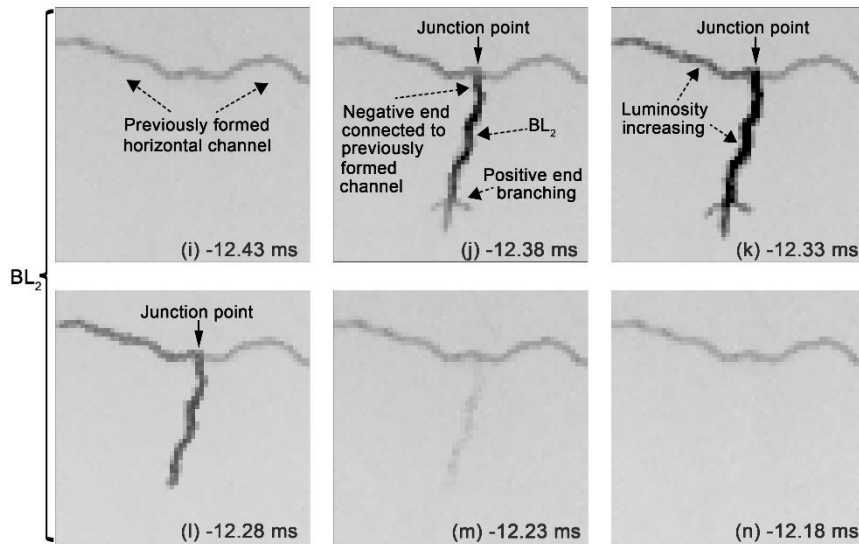 BL₂
Previously formed
horizontal channel
(i) -12.43 ms
Junction point
Negative end
connected to
previously
formed
channel
BL₂
Positive end
branching
(j) -12.38 ms
Junction point
Luminosity
increasing
(k) -12.33 ms
Junction point
(l) -12.28 ms
(m) -12.23 ms
(n) -12.18 ms